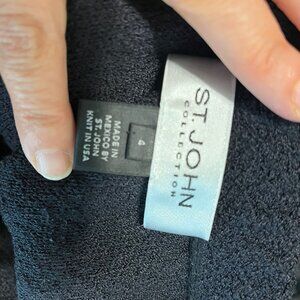 ST. JOHN
COLLECTION
4
MADE IN
MEXICO BY
ST. JOHN
KNIT IN USA